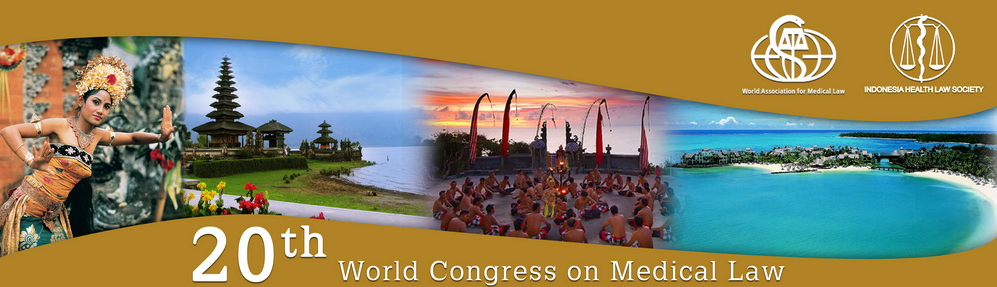 World Association for Medical Law
INDONESIA HEALTH LAW SOCIETY
20th
World Congress on Medical Law